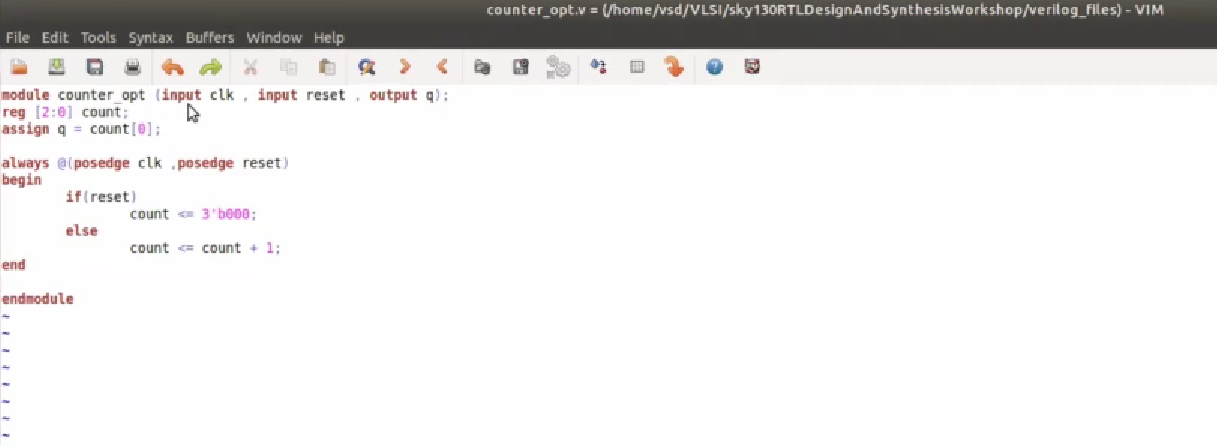 counter_opt.v = (/home/vsd/VLSI/sky130RTLDesignAndSynthesisWorkshop/verilog_files) - VIM
File Edit Tools Syntax Buffers Window Help
module counter_opt (input clk , input reset , output q);
reg [2:0] count;
assign q = count[0];
always @(posedge clk ,posedge reset)
begin
if(reset)
count <= 3'b000;
else
count <= count + 1;
end
endmodule
~
~
~
~
~
~
~
~